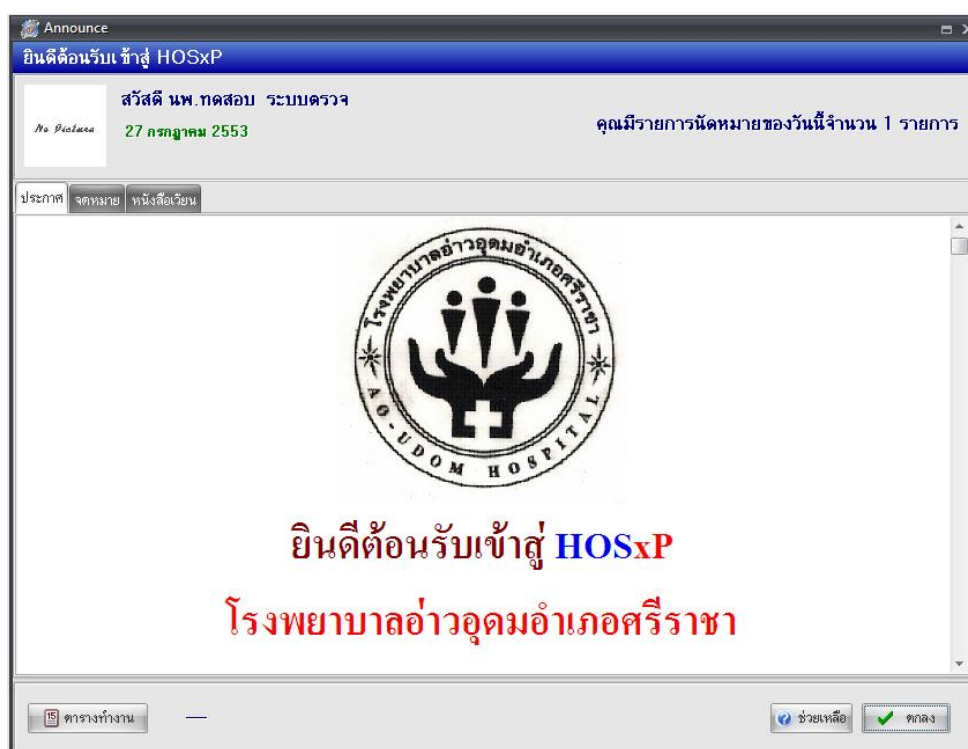 Announce
ยินดีต้อนรับเข้าสู่ HOSxP
สวัสดี นพ.ทดสอบ ระบบตรวจ
No Picture
27 กรกฎาคม 2553
คุณมีรายการนัดหมายของวันนี้จำนวน 1 รายการ
ประกาศ จดหมาย หนังสือเวียน
โรงพยาบาลอ่าวอุดมอำเภอศรีราชา
AO-UDOM HOSPITAL
ยินดีต้อนรับเข้าสู่ HOSxP
โรงพยาบาลอ่าวอุดมอำเภอศรีราชา
15 ตารางทำงาน
ช่วยเหลือ ตกลง